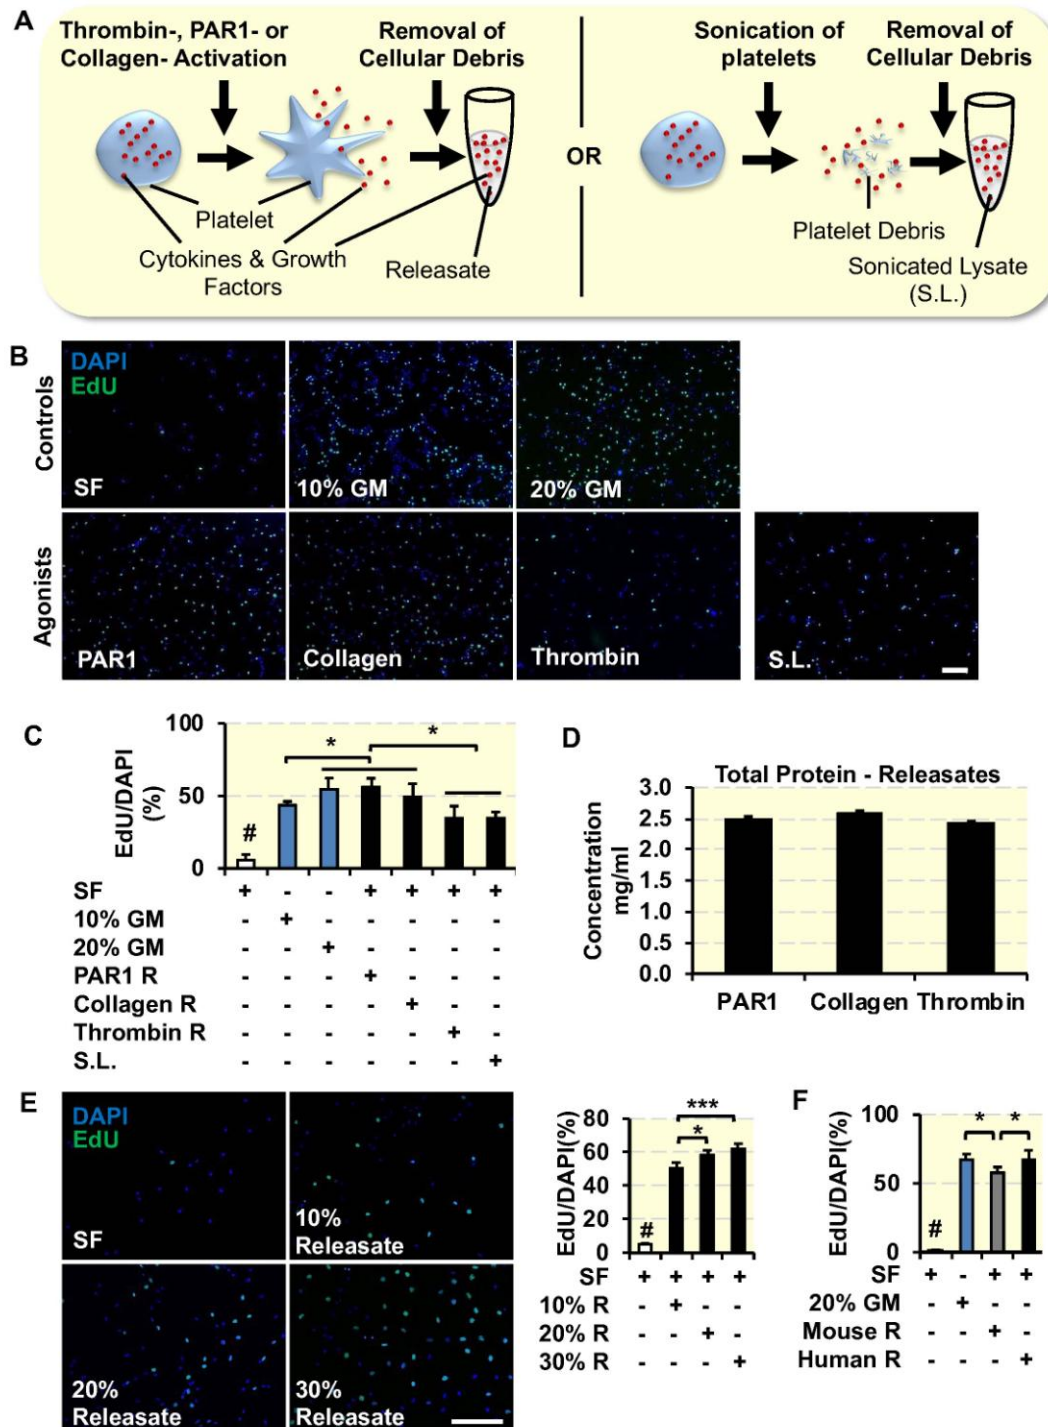 A
Thrombin-, PAR1- or
Collagen- Activation
Removal of
Cellular Debris
Platelet
Cytokines & Growth
Factors
Releasate
OR
Sonication of
platelets
Removal of
Cellular Debris
Platelet Debris
Sonicated Lysate
(S.L.)
B
Controls
DAPI
EdU
SF
10% GM
20% GM
Agonists
PAR1
Collagen
Thrombin
S.L.
C
EdU/DAPI
(%)
100
50
0
#
*
*
SF + - - + + + +
10% GM - + - - - - -
20% GM - - + - - - -
PAR1 R - - - + - - -
Collagen R - - - - + - -
Thrombin R - - - - - + -
S.L. - - - - - - +
D
Total Protein - Releasates
Concentration
mg/ml
3.0
2.5
2.0
1.5
1.0
0.5
0.0
PAR1 Collagen Thrombin
E
DAPI
EdU
SF
10%
Releasate
20%
Releasate
30%
Releasate
EdU/DAPI(%)
80
60
40
20
0
#
***
*
SF + + + +
10% R - + - -
20% R - - + -
30% R - - - +
F
EdU/DAPI(%)
100
50
0
#
* *
SF + - + +
20% GM - + - -
Mouse R - - + -
Human R - - - +